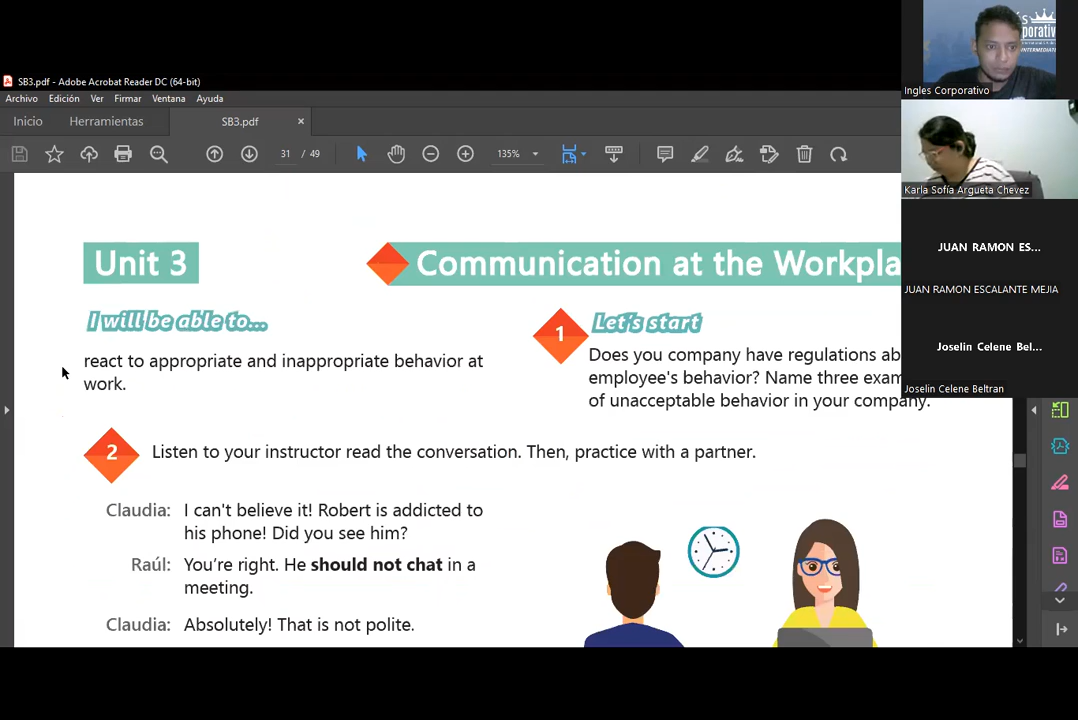 SB3.pdf - Adobe Acrobat Reader DC (64-bit)
Archivo Edición Ver Firmar Ventana Ayuda
Inicio Herramientas SB3.pdf ×
31 / 49 135%
Unit 3
Communication at the Workpla
I will be able to...
react to appropriate and inappropriate behavior at
work.
1
Let's start
Does you company have regulations ab
employee's behavior? Name three exam
of unacceptable behavior in your company.
2
Listen to your instructor read the conversation. Then, practice with a partner.
Claudia: I can't believe it! Robert is addicted to
his phone! Did you see him?
Raúl: You're right. He should not chat in a
meeting.
Claudia: Absolutely! That is not polite.
Ingles Corporativo
Karla Sofía Argueta Chevez
JUAN RAMON ES...
JUAN RAMON ESCALANTE MEJIA
Joselin Celene Bel...
Joselin Celene Beltran